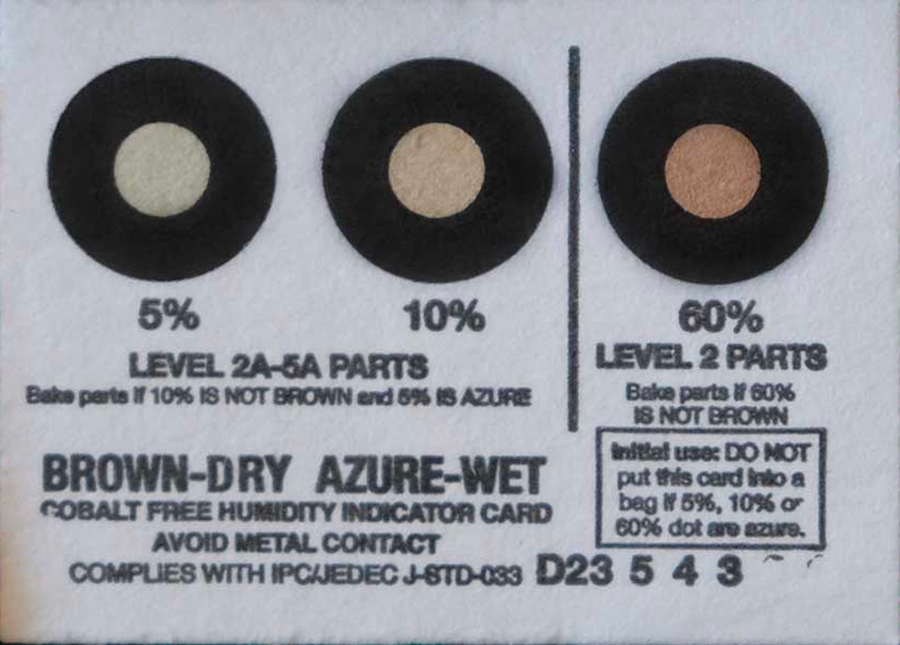 5% 10% 60%
LEVEL 2A-5A PARTS
Bake parts if 10% IS NOT BROWN and 5% IS AZURE
LEVEL 2 PARTS
Bake parts if 60%
IS NOT BROWN
Initial use: DO NOT
put this card into a
bag if 5%, 10% or
60% dot are azure.
BROWN-DRY AZURE-WET
COBALT FREE HUMIDITY INDICATOR CARD
AVOID METAL CONTACT
COMPLIES WITH IPC/JEDEC J-STD-033 D23 5 4 3